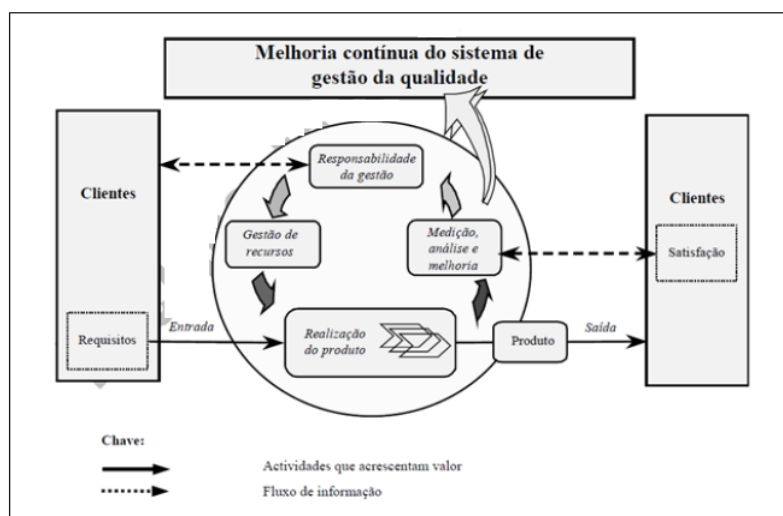 Melhoria contínua do sistema de
gestão da qualidade
Responsabilidade
da gestão
Clientes
Clientes
Gestão de
recursos
Medição,
análise e
melhoria
Satisfação
Requisitos
Entrada
Realização
do produto
Produto
Saída
Chave:
Actividades que acrescentam valor
Fluxo de informação